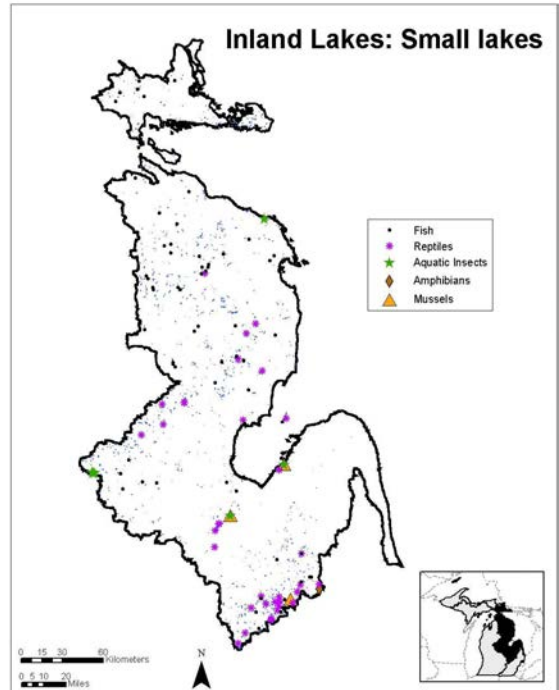 Inland Lakes: Small lakes
Fish
Reptiles
Aquatic Insects
Amphibians
Mussels
0 15 30 60
Kilometers
0 5 10 20
Miles
N